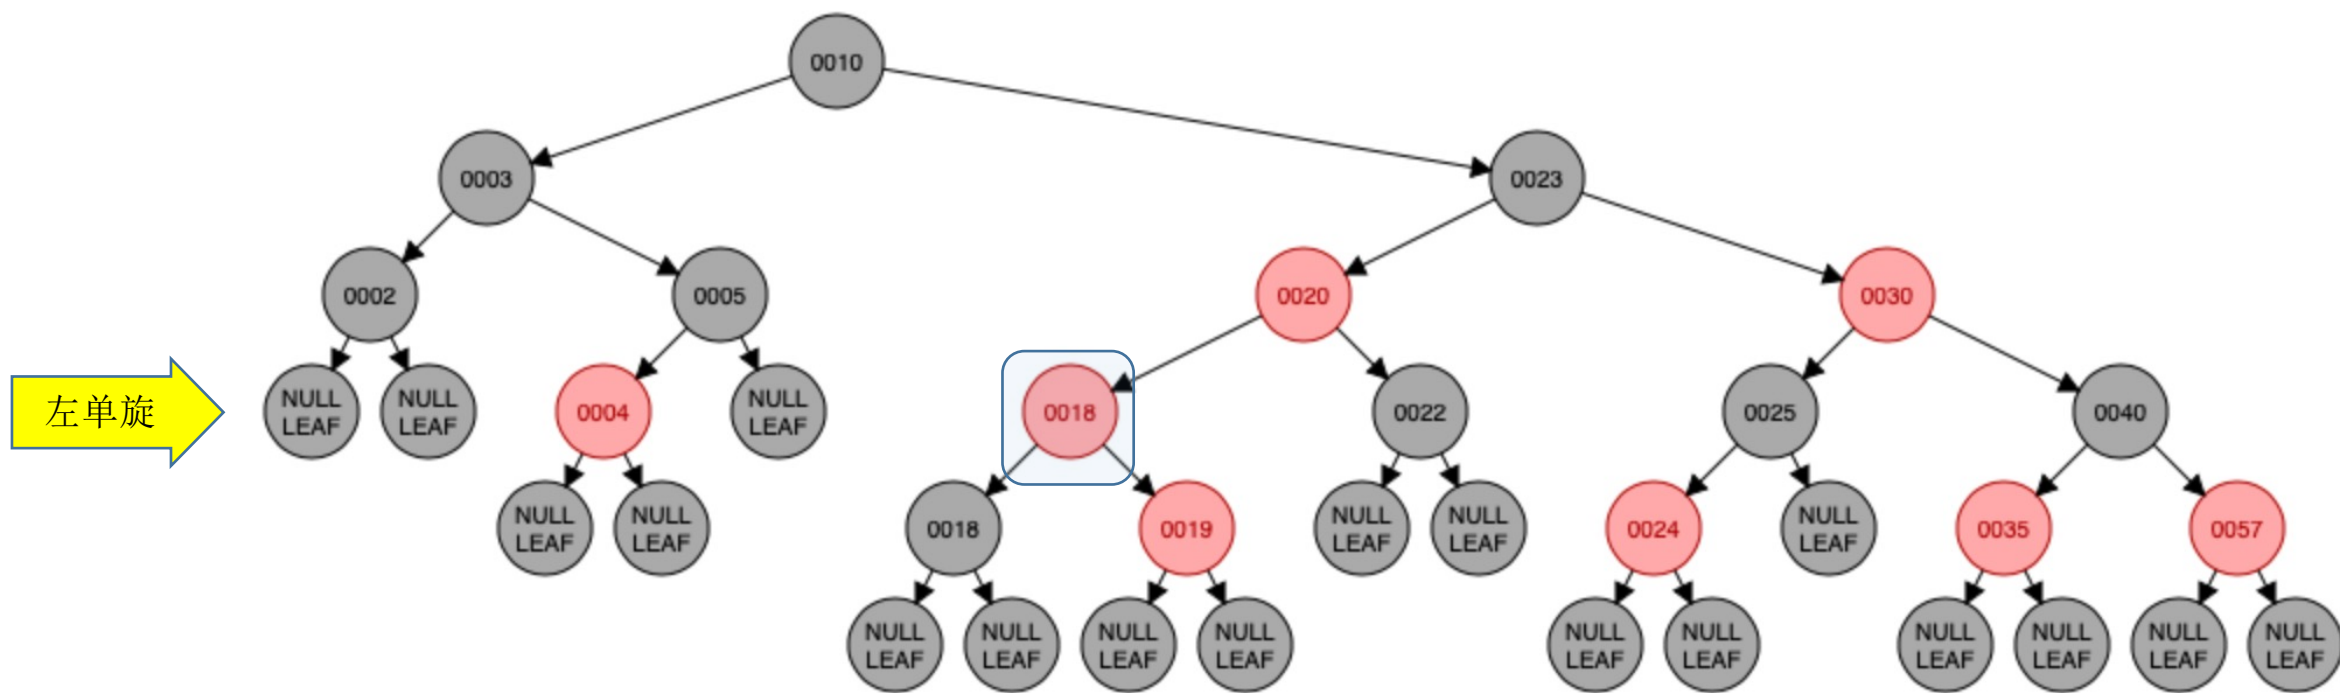 0010
0003
0023
0002
0005
0020
0030
左单旋
NULL
LEAF
NULL
LEAF
0004
NULL
LEAF
0018
0022
0025
0040
NULL
LEAF
NULL
LEAF
0018
0019
NULL
LEAF
NULL
LEAF
0024
NULL
LEAF
0035
0057
NULL
LEAF
NULL
LEAF
NULL
LEAF
NULL
LEAF
NULL
LEAF
NULL
LEAF
NULL
LEAF
NULL
LEAF
NULL
LEAF
NULL
LEAF